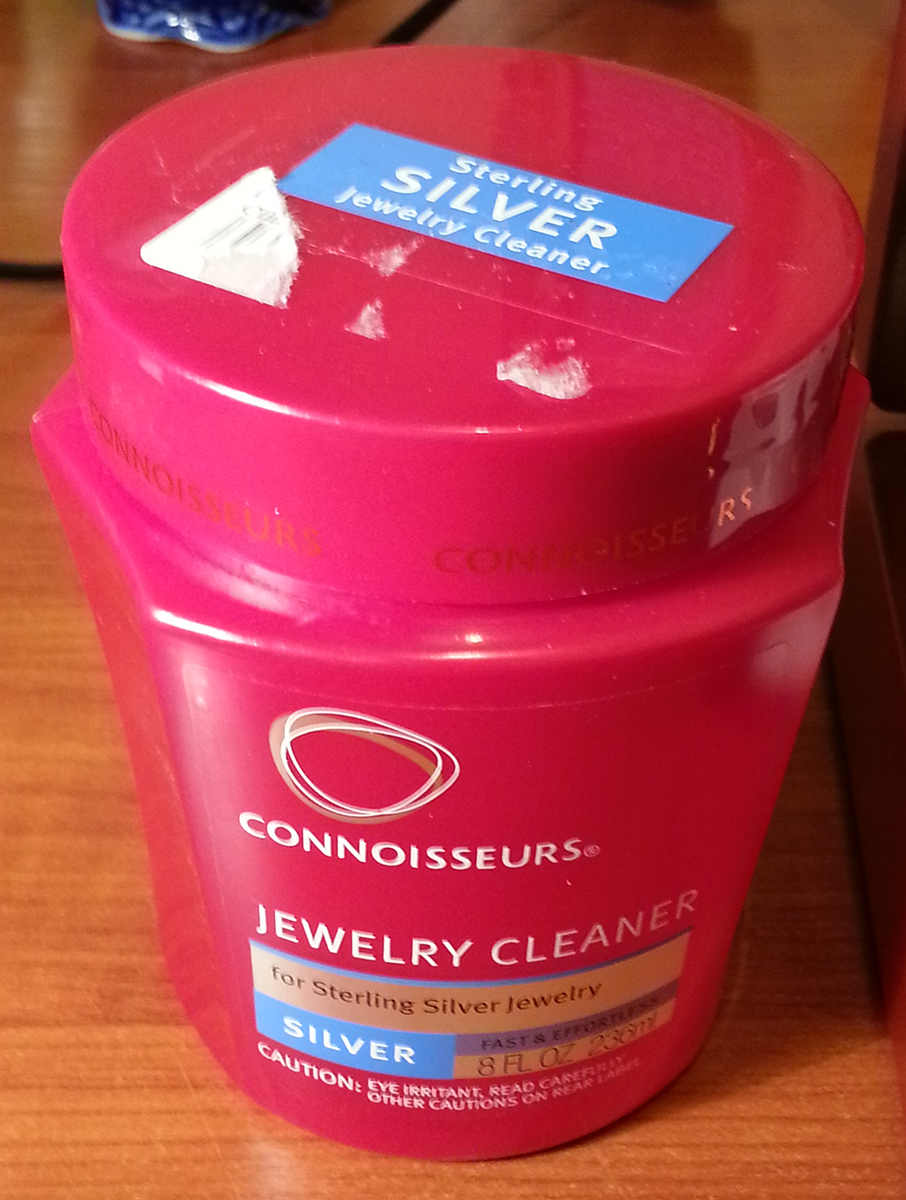 Sterling
SILVER
Jewelry Cleaner
CONNOISSEURS
CONNOISSEURS
CONNOISSEURS®
JEWELRY CLEANER
for Sterling Silver Jewelry
SILVER
FAST & EFFORTLESS
8 FL OZ 236ml
CAUTION: EYE IRRITANT, READ CAREFULLY
OTHER CAUTIONS ON REAR LABEL